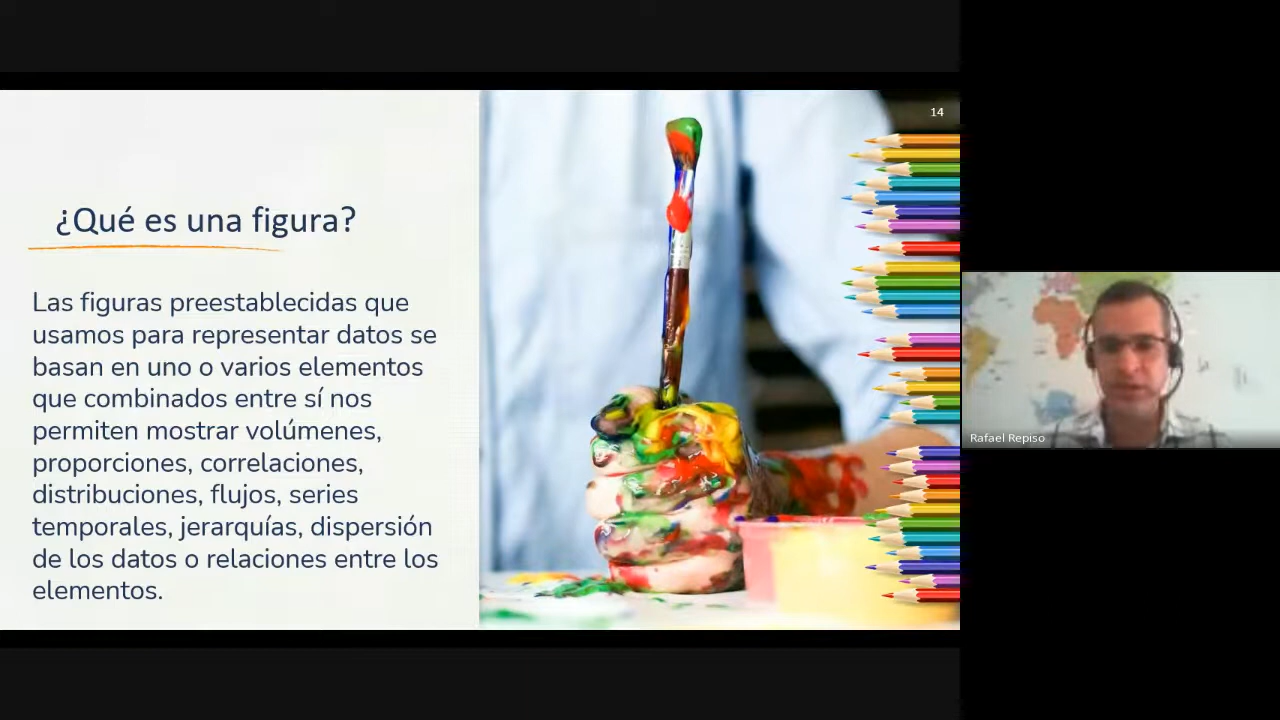 14
¿Qué es una figura?
Las figuras preestablecidas que
usamos para representar datos se
basan en uno o varios elementos
que combinados entre sí nos
permiten mostrar volúmenes,
proporciones, correlaciones,
distribuciones, flujos, series
temporales, jerarquías, dispersión
de los datos o relaciones entre los
elementos.
Rafael Repiso